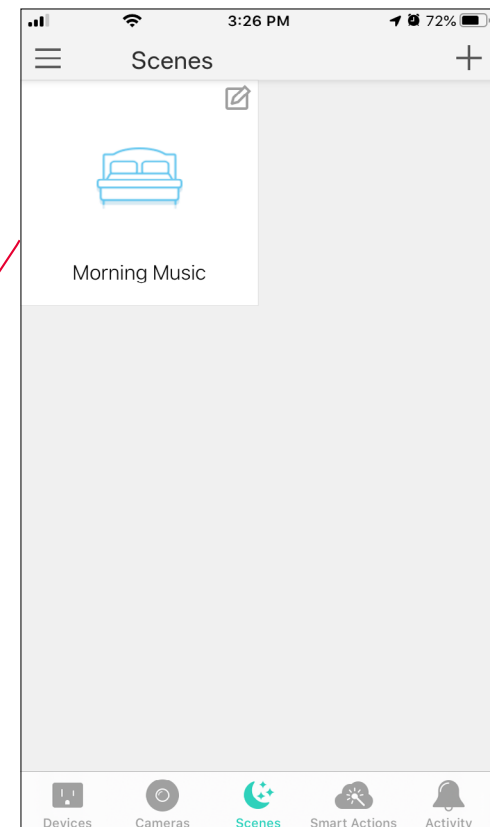 3:26 PM 72%
Scenes
Morning Music
Devices Cameras Scenes Smart Actions Activity